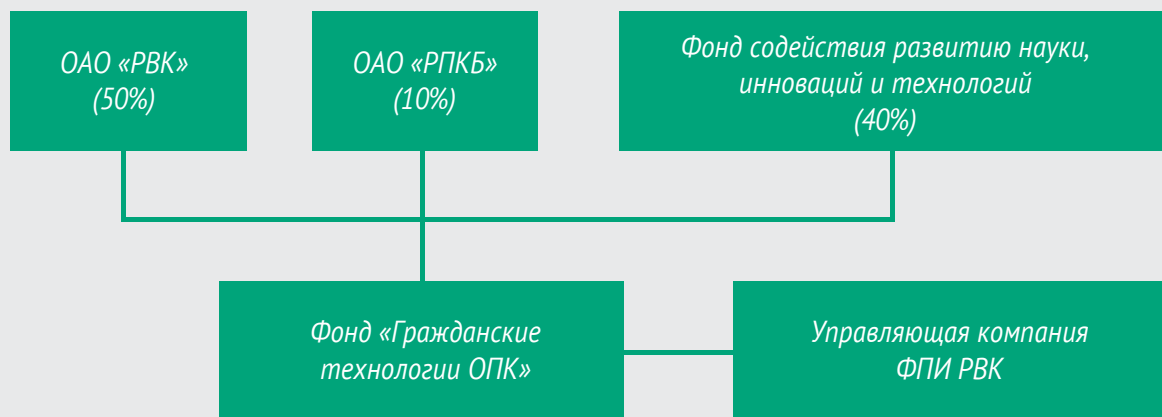 ОАО «РВК»
(50%)
ОАО «РПКБ»
(10%)
Фонд содействия развитию науки,
инноваций и технологий
(40%)
Фонд «Гражданские
технологии ОПК»
Управляющая компания
ФПИ РВК